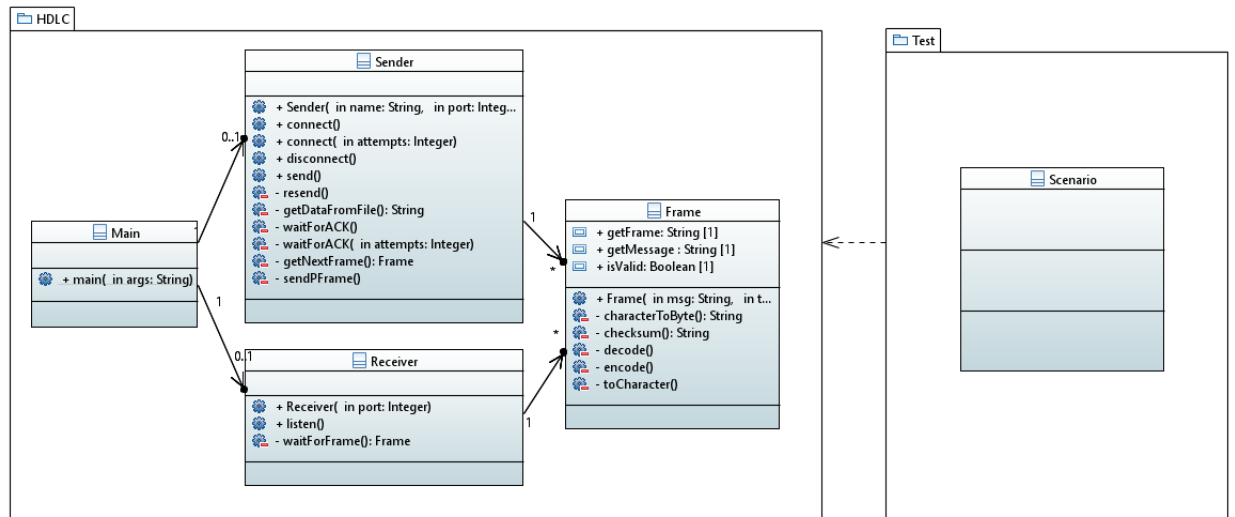 HDLC
Sender
+ Sender( in name: String, in port: Integ...
+ connect()
+ connect( in attempts: Integer)
+ disconnect()
+ send()
- resend()
- getDataFromFile(): String
- waitForACK()
- waitForACK( in attempts: Integer)
- getNextFrame(): Frame
- sendPFrame()
0..1
1
Main
1
+ main( in args: String)
1
0..1
Receiver
+ Receiver( in port: Integer)
+ listen()
- waitForFrame(): Frame
1
Frame
+ getFrame: String [1]
+ getMessage : String [1]
+ isValid: Boolean [1]
*
+ Frame( in msg: String, in t...
- characterToByte(): String
- checksum(): String
- decode()
- encode()
- toCharacter()
*
Test
Scenario